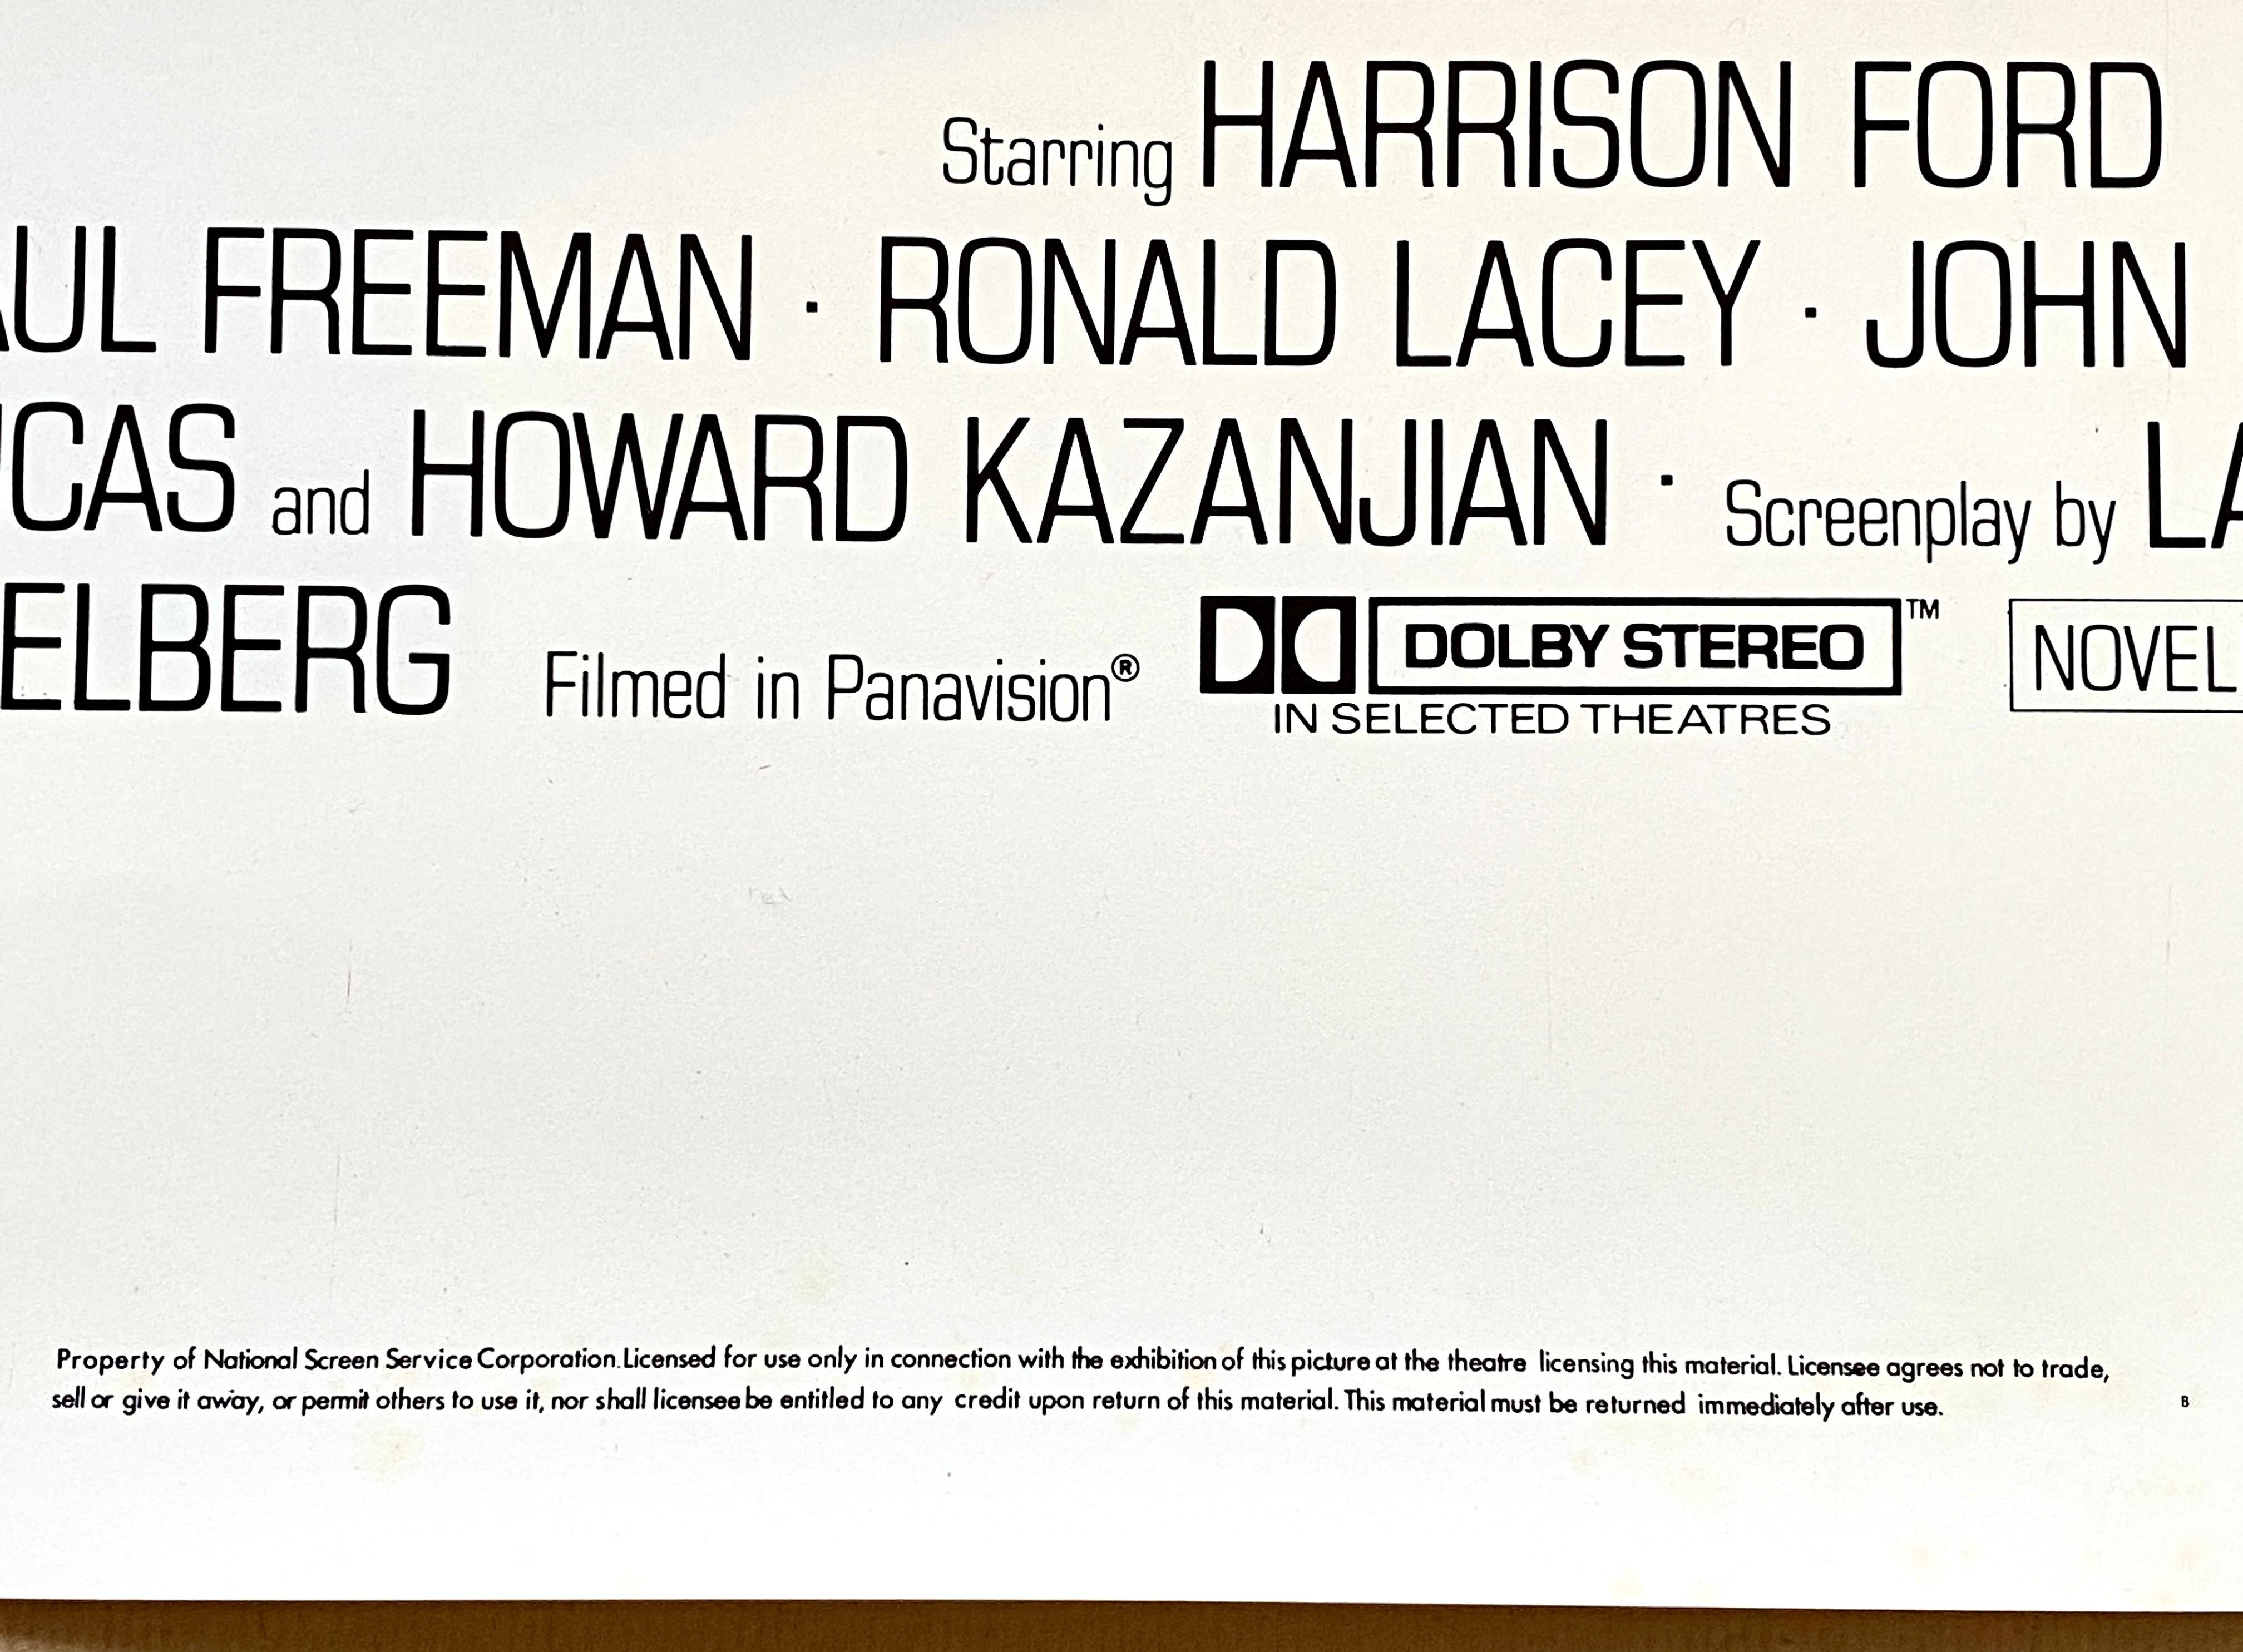 Starring HARRISON FORD
AUL FREEMAN · RONALD LACEY · JOHN
UCAS and HOWARD KAZANJIAN · Screenplay by LA
ELBERG Filmed in Panavision® DOLBY STEREO™ NOVEL
IN SELECTED THEATRES
Property of National Screen Service Corporation. Licensed for use only in connection with the exhibition of this picture at the theatre licensing this material. Licensee agrees not to trade,
sell or give it away, or permit others to use it, nor shall licensee be entitled to any credit upon return of this material. This material must be returned immediately after use. B